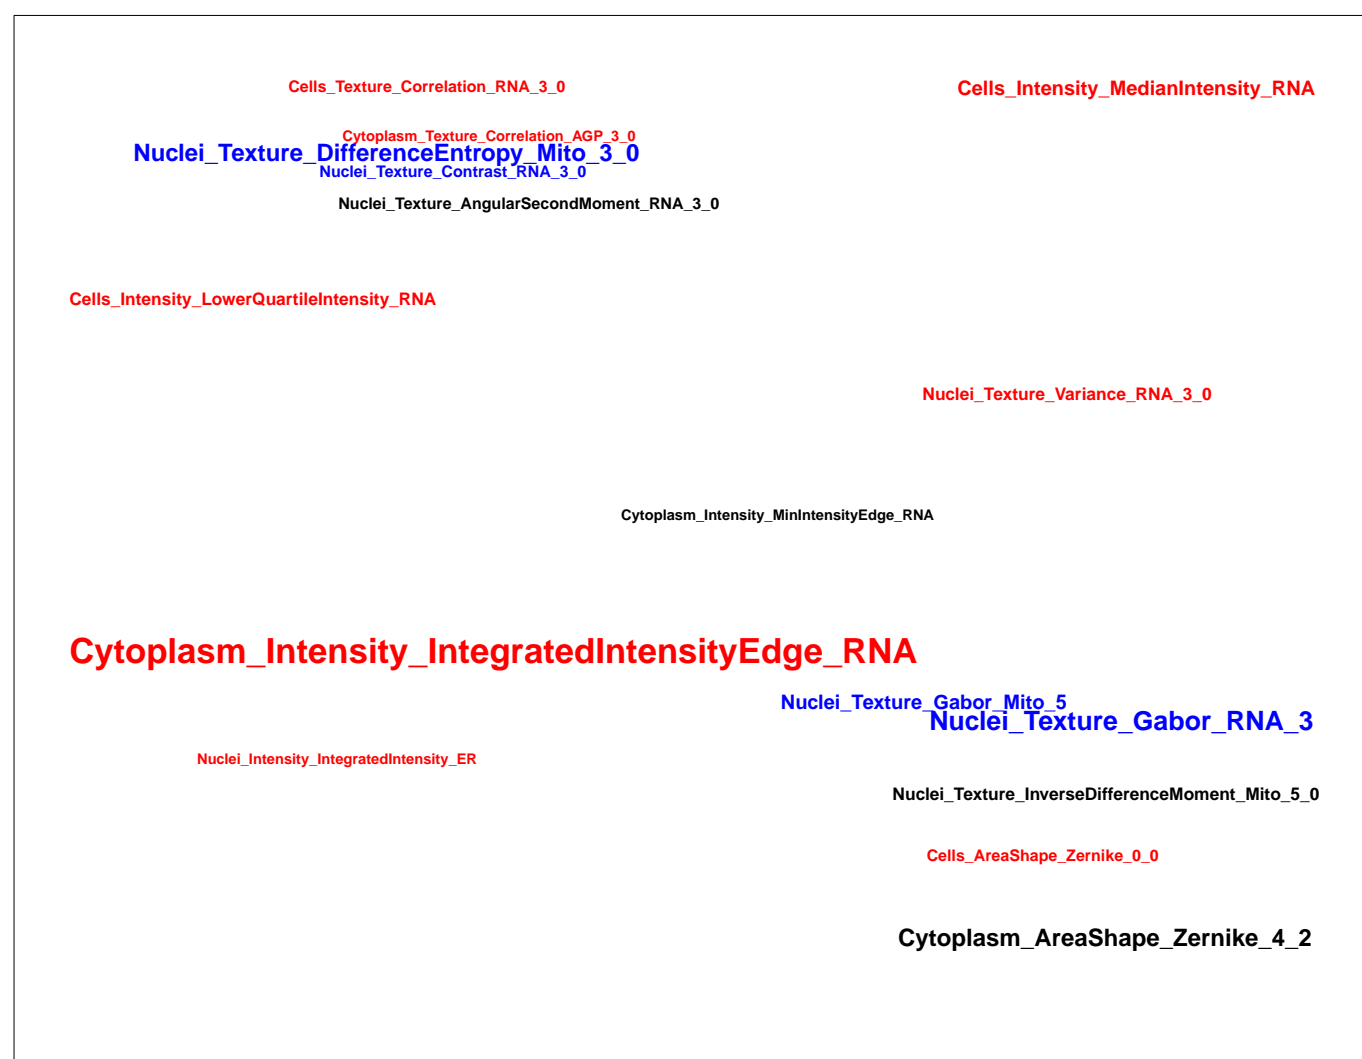 Cells_Texture_Correlation_RNA_3_0
Cells_Intensity_MedianIntensity_RNA
Cytoplasm_Texture_Correlation_AGP_3_0
Nuclei_Texture_DifferenceEntropy_Mito_3_0
Nuclei_Texture_Contrast_RNA_3_0
Nuclei_Texture_AngularSecondMoment_RNA_3_0
Cells_Intensity_LowerQuartileIntensity_RNA
Nuclei_Texture_Variance_RNA_3_0
Cytoplasm_Intensity_MinIntensityEdge_RNA
Cytoplasm_Intensity_IntegratedIntensityEdge_RNA
Nuclei_Texture_Gabor_Mito_5
Nuclei_Texture_Gabor_RNA_3
Nuclei_Intensity_IntegratedIntensity_ER
Nuclei_Texture_InverseDifferenceMoment_Mito_5_0
Cells_AreaShape_Zernike_0_0
Cytoplasm_AreaShape_Zernike_4_2